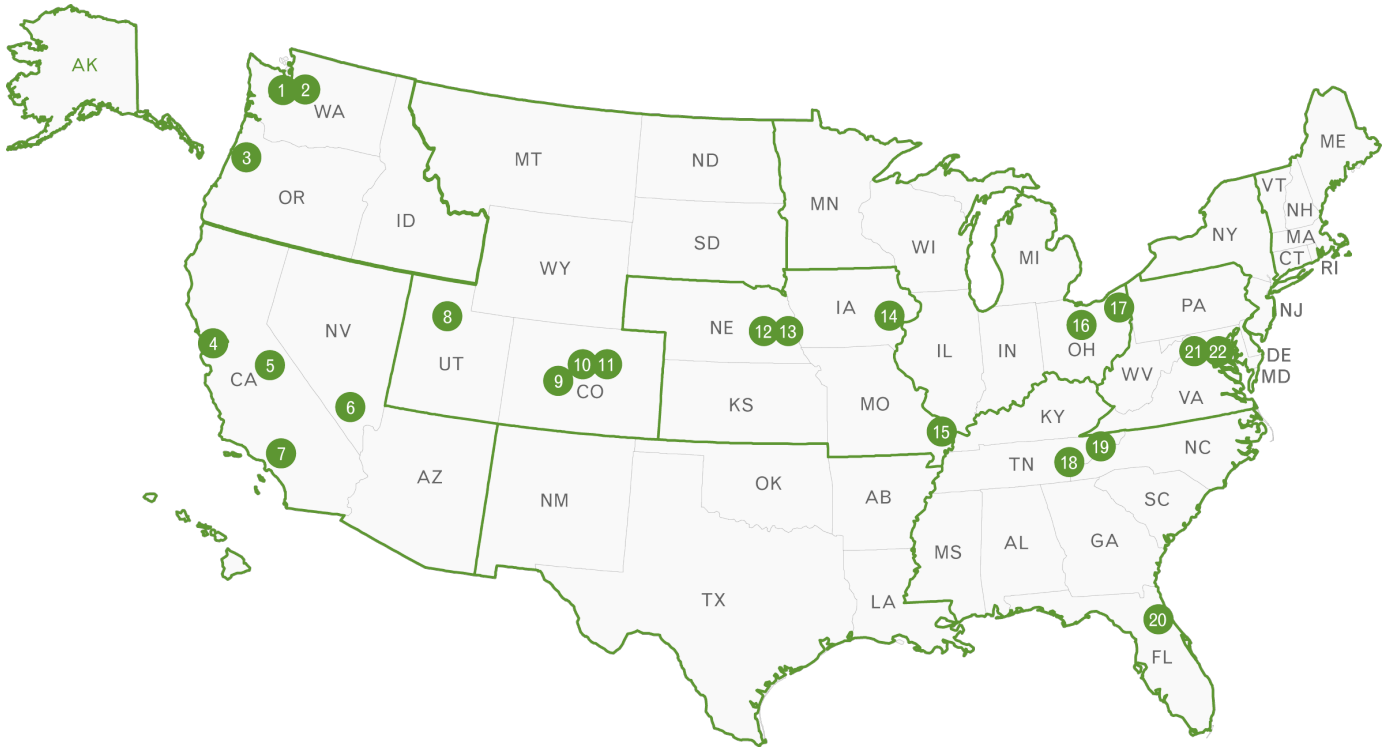 AK
1 2
WA
3
OR
ID
MT
ND
MN
WI
MI
ME
VT
NH
NY
MA
CT
RI
SD
WY
4
CA
5
NV
6
7
8
UT
9
10 11
CO
NE
12 13
IA
14
IL
IN
16
OH
17
PA
NJ
21 22
DE
MD
WV
VA
KS
MO
15
KY
19
NC
18
TN
AZ
NM
OK
AB
SC
MS
AL
GA
TX
LA
20
FL